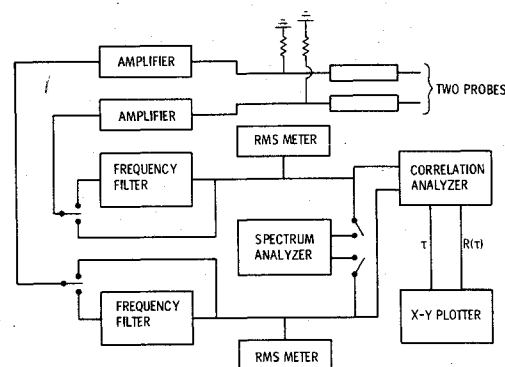 AMPLIFIER
TWO PROBES
AMPLIFIER
RMS METER
FREQUENCY
FILTER
CORRELATION
ANALYZER
SPECTRUM
ANALYZER
τ
R(τ)
FREQUENCY
FILTER
X-Y PLOTTER
RMS METER